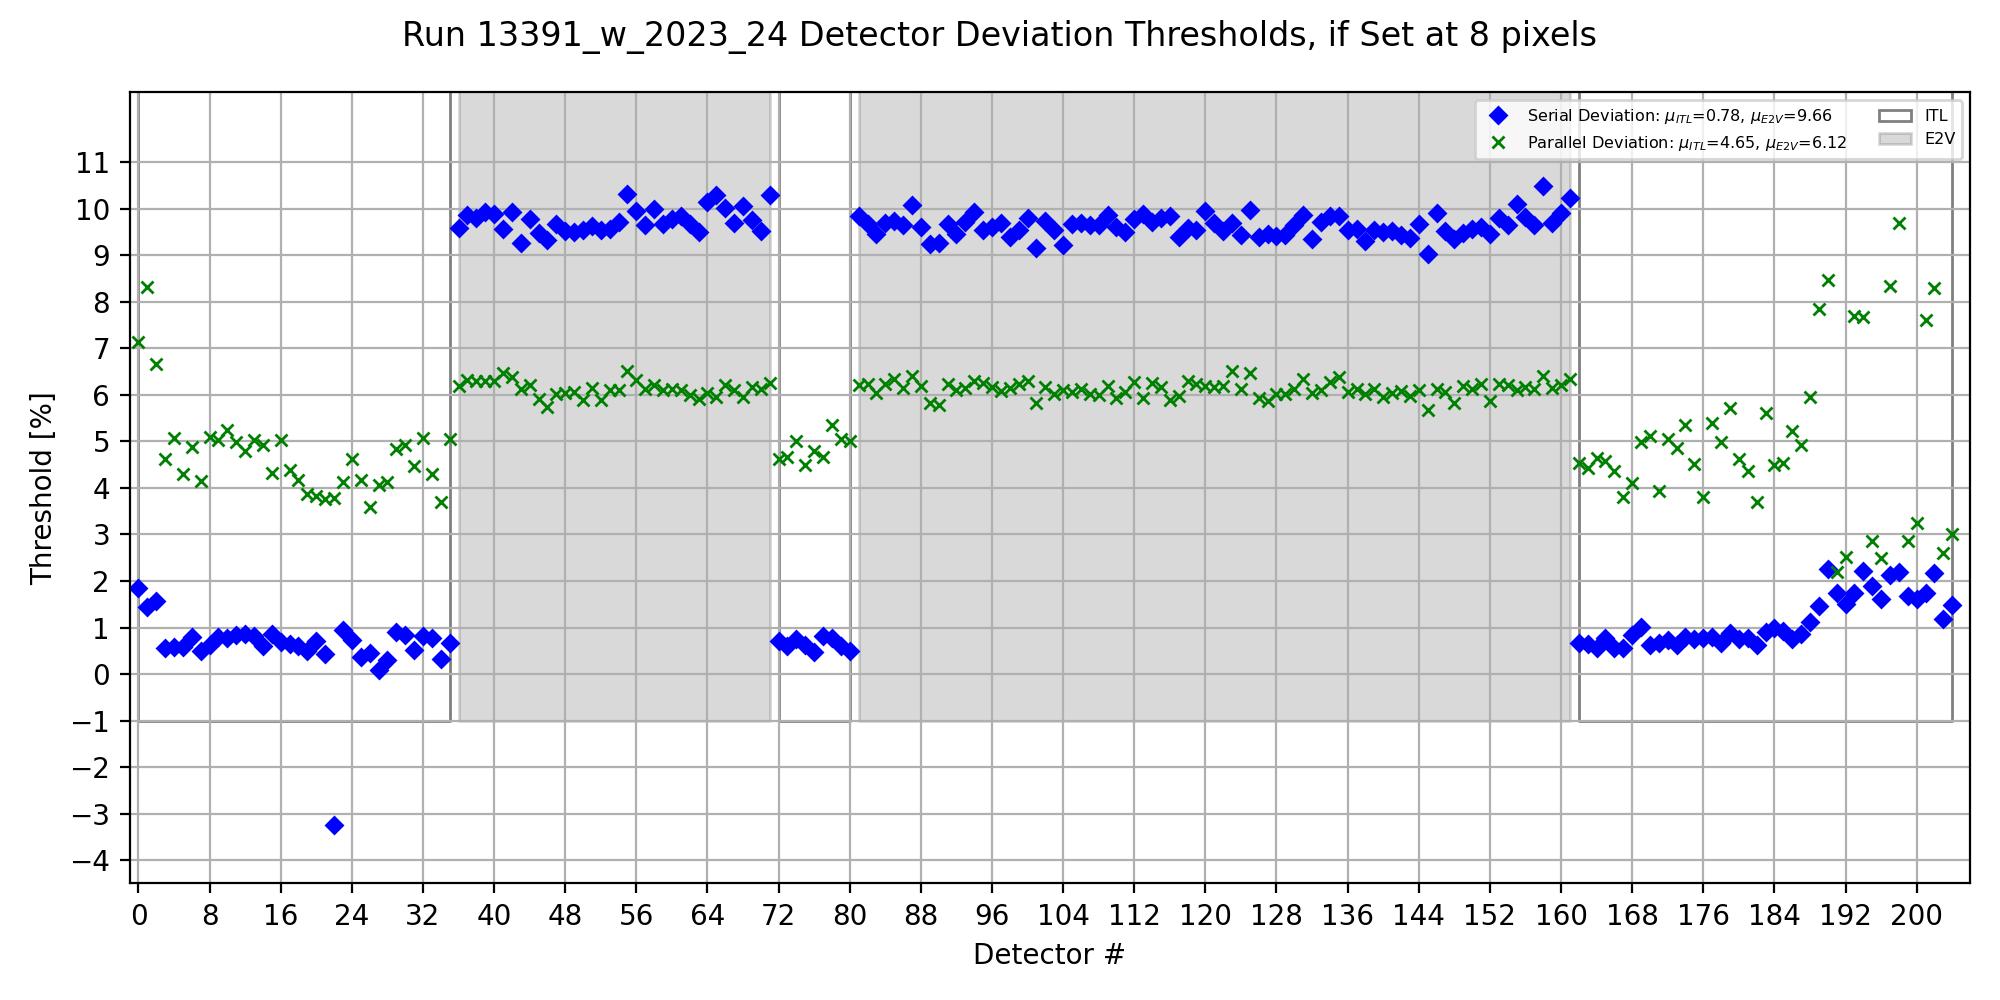 Run 13391_w_2023_24 Detector Deviation Thresholds, if Set at 8 pixels
Serial Deviation: μITL=0.78, μE2V=9.66
Parallel Deviation: μITL=4.65, μE2V=6.12
ITL
E2V
Threshold [%]
11
10
9
8
7
6
5
4
3
2
1
0
−1
−2
−3
−4
0 8 16 24 32 40 48 56 64 72 80 88 96 104 112 120 128 136 144 152 160 168 176 184 192 200
Detector #